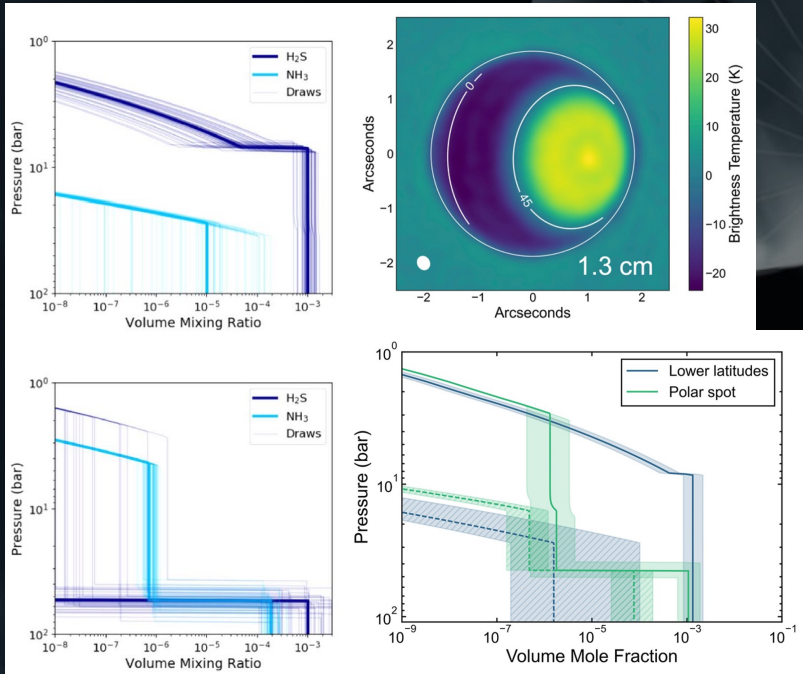 10⁰
10¹
10²
Pressure (bar)
H₂S
NH₃
Draws
10⁻⁸ 10⁻⁷ 10⁻⁶ 10⁻⁵ 10⁻⁴ 10⁻³
Volume Mixing Ratio
2
1
0
−1
−2
Arcseconds
0
45
1.3 cm
−2 −1 0 1 2
Arcseconds
30
20
10
0
−10
−20
Brightness Temperature (K)
10⁰
10¹
10²
Pressure (bar)
H₂S
NH₃
Draws
10⁻⁸ 10⁻⁷ 10⁻⁶ 10⁻⁵ 10⁻⁴ 10⁻³
Volume Mixing Ratio
10⁰
10¹
10²
Pressure (bar)
Lower latitudes
Polar spot
10⁻⁹ 10⁻⁷ 10⁻⁵ 10⁻³ 10⁻¹
Volume Mole Fraction